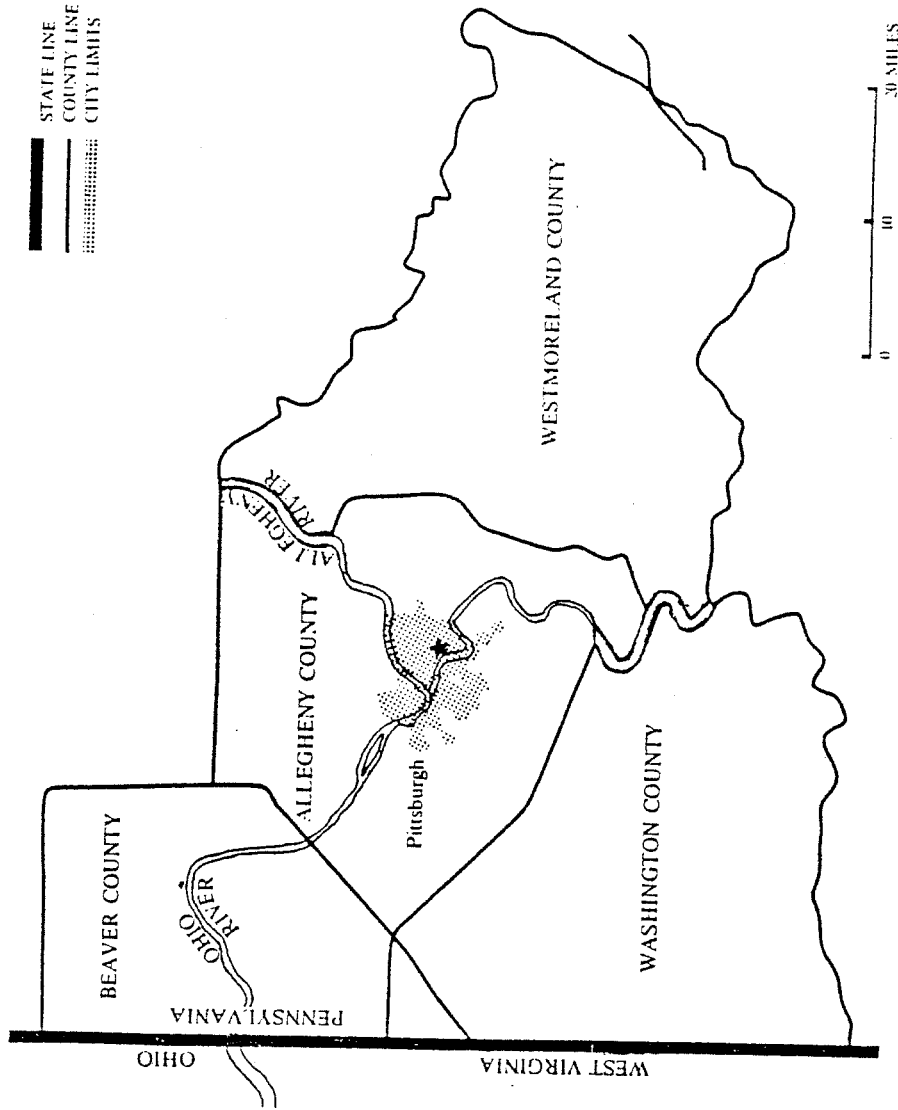 STATE LINE
COUNTY LINE
CITY LIMITS
BEAVER COUNTY
OHIO
RIVER
OHIO
PENNSYLVANIA
ALLEGHENY COUNTY
ALLEGHENY
RIVER
Pittsburgh
WESTMORELAND COUNTY
WEST VIRGINIA
WASHINGTON COUNTY
0
10
20 MILES